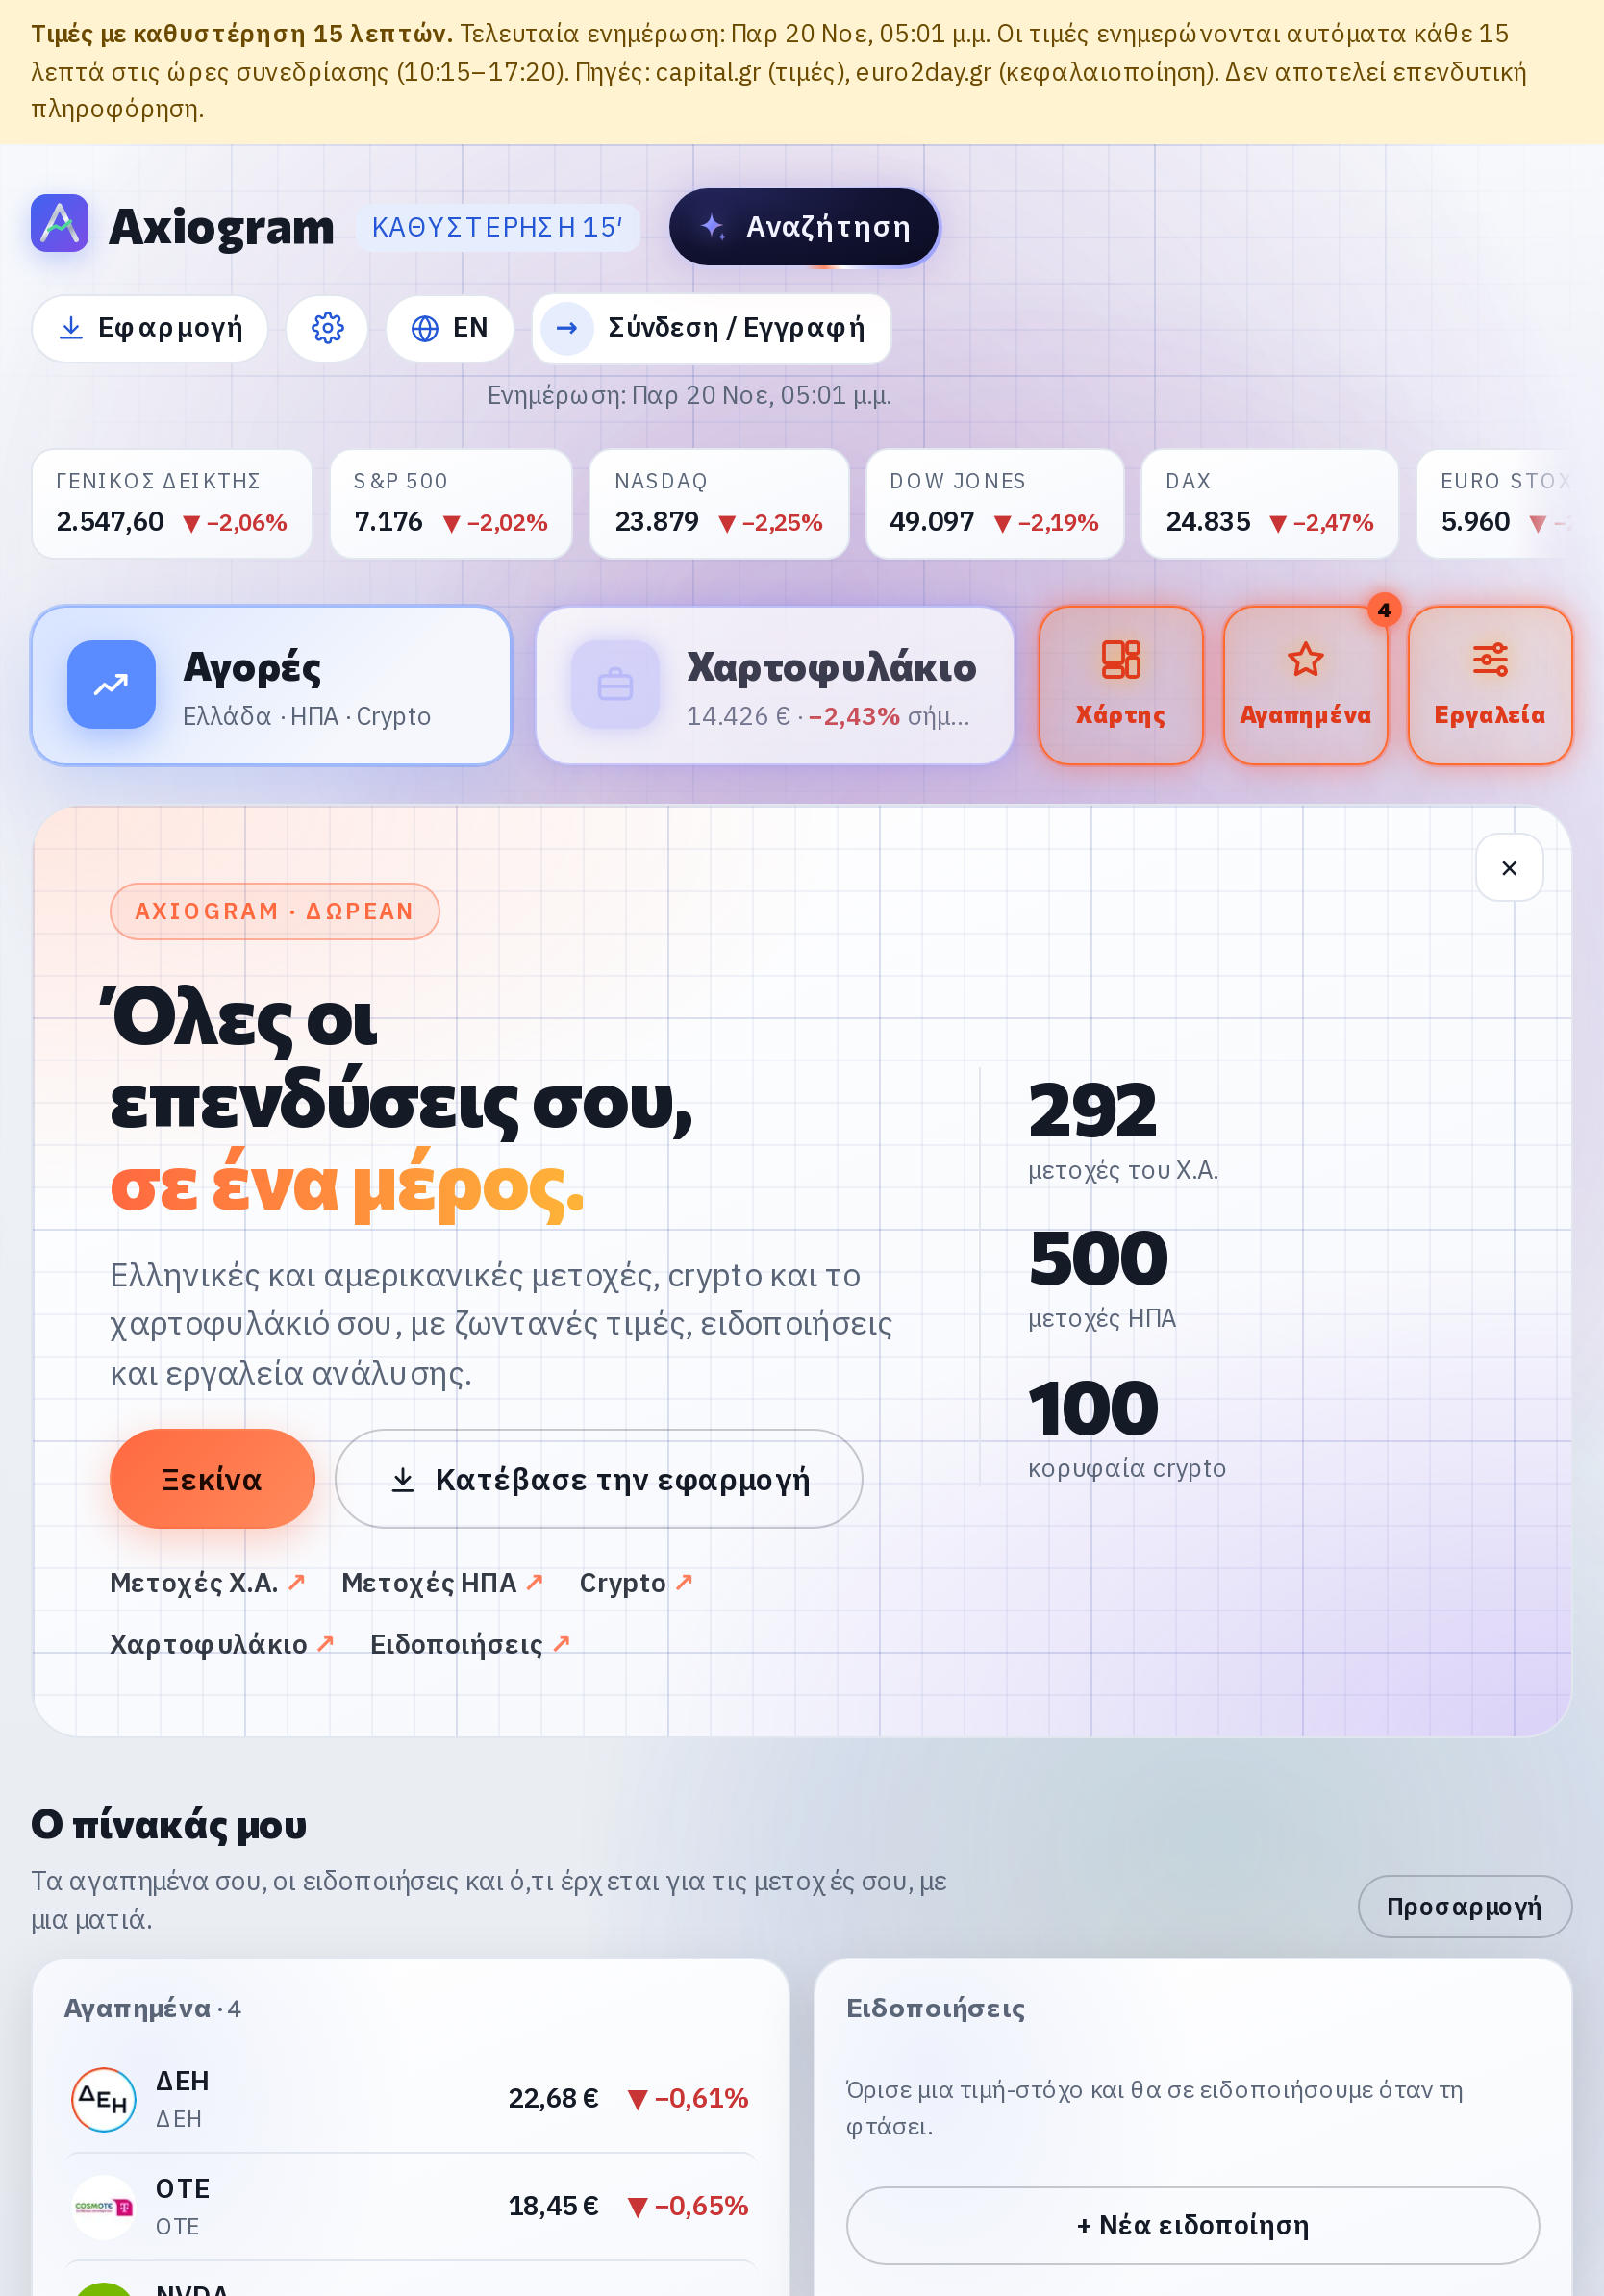 Τιμές με καθυστέρηση 15 λεπτών. Τελευταία ενημέρωση: Παρ 20 Νοε, 05:01 μ.μ. Οι τιμές ενημερώνονται αυτόματα κάθε 15
λεπτά στις ώρες συνεδρίασης (10:15–17:20). Πηγές: capital.gr (τιμές), euro2day.gr (κεφαλαιοποίηση). Δεν αποτελεί επενδυτική
πληροφόρηση.
Axiogram
ΚΑΘΥΣΤΕΡΗΣΗ 15′
Αναζήτηση
Εφαρμογή
EN
→ Σύνδεση / Εγγραφή
Ενημέρωση: Παρ 20 Νοε, 05:01 μ.μ.
ΓΕΝΙΚΟΣ ΔΕΙΚΤΗΣ
2.547,60 ▼ −2,06%
S&P 500
7.176 ▼ −2,02%
NASDAQ
23.879 ▼ −2,25%
DOW JONES
49.097 ▼ −2,19%
DAX
24.835 ▼ −2,47%
EURO STOX
5.960 ▼
Αγορές
Ελλάδα · ΗΠΑ · Crypto
Χαρτοφυλάκιο
14.426 € · −2,43% σήμ...
Χάρτης
4
Αγαπημένα
Εργαλεία
×
AXIOGRAM · ΔΩΡΕΑΝ
Όλες οι
επενδύσεις σου,
σε ένα μέρος.
Ελληνικές και αμερικανικές μετοχές, crypto και το
χαρτοφυλάκιό σου, με ζωντανές τιμές, ειδοποιήσεις
και εργαλεία ανάλυσης.
Ξεκίνα
Κατέβασε την εφαρμογή
Μετοχές Χ.Α. ↗ Μετοχές ΗΠΑ ↗ Crypto ↗
Χαρτοφυλάκιο ↗ Ειδοποιήσεις ↗
292
μετοχές του Χ.Α.
500
μετοχές ΗΠΑ
100
κορυφαία crypto
Ο πίνακάς μου
Τα αγαπημένα σου, οι ειδοποιήσεις και ό,τι έρχεται για τις μετοχές σου, με
μια ματιά.
Προσαρμογή
Αγαπημένα · 4
ΔΕΗ
ΔΕΗ
ΔΕΗ
22,68 € ▼ −0,61%
COSMOTE
ΟΤΕ
ΟΤΕ
18,45 € ▼ −0,65%
NVDA
Ειδοποιήσεις
Όρισε μια τιμή-στόχο και θα σε ειδοποιήσουμε όταν τη
φτάσει.
+ Νέα ειδοποίηση